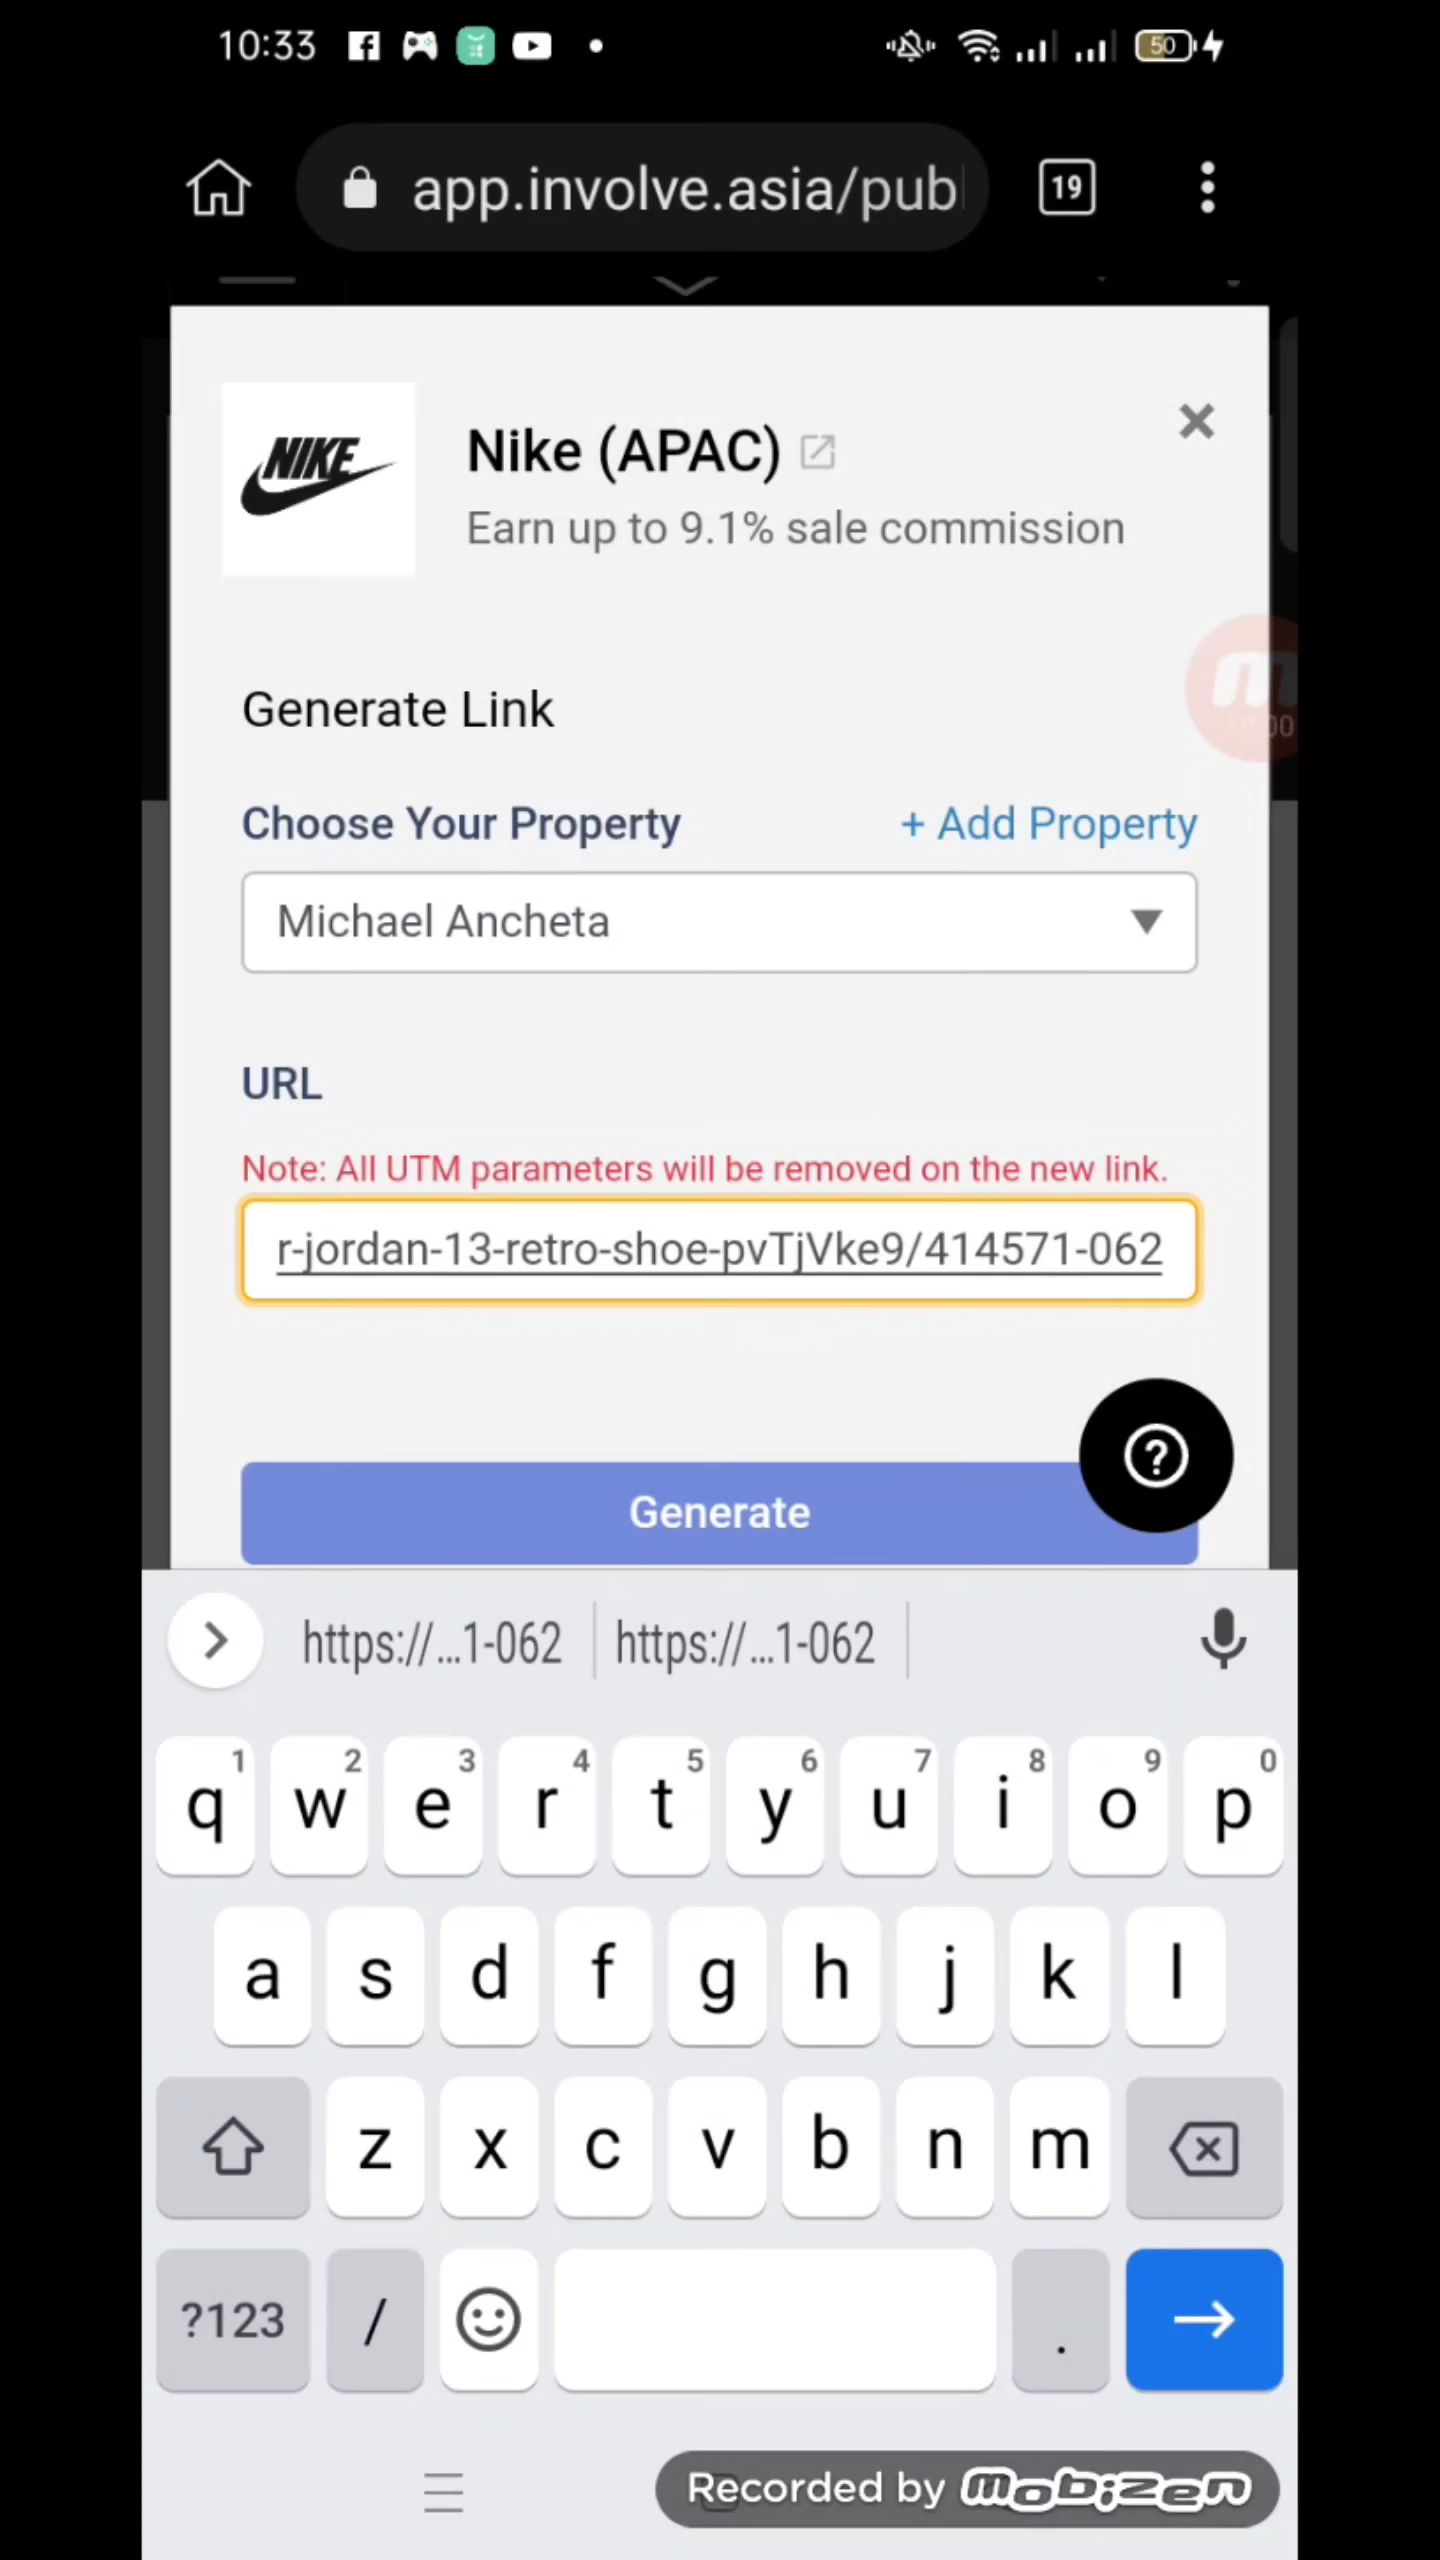 10:33
50
app.involve.asia/pub
19
NIKE
Nike (APAC)
Earn up to 9.1% sale commission
Generate Link
Choose Your Property
+ Add Property
Michael Ancheta
URL
Note: All UTM parameters will be removed on the new link.
r-jordan-13-retro-shoe-pvTjVke9/414571-062
Generate
https://...1-062
https://...1-062
q 1 w 2 e 3 r 4 t 5 y 6 u 7 i 8 o 9 p 0
a s d f g h j k l
z x c v b n m
?123 / .
Recorded by mobizen